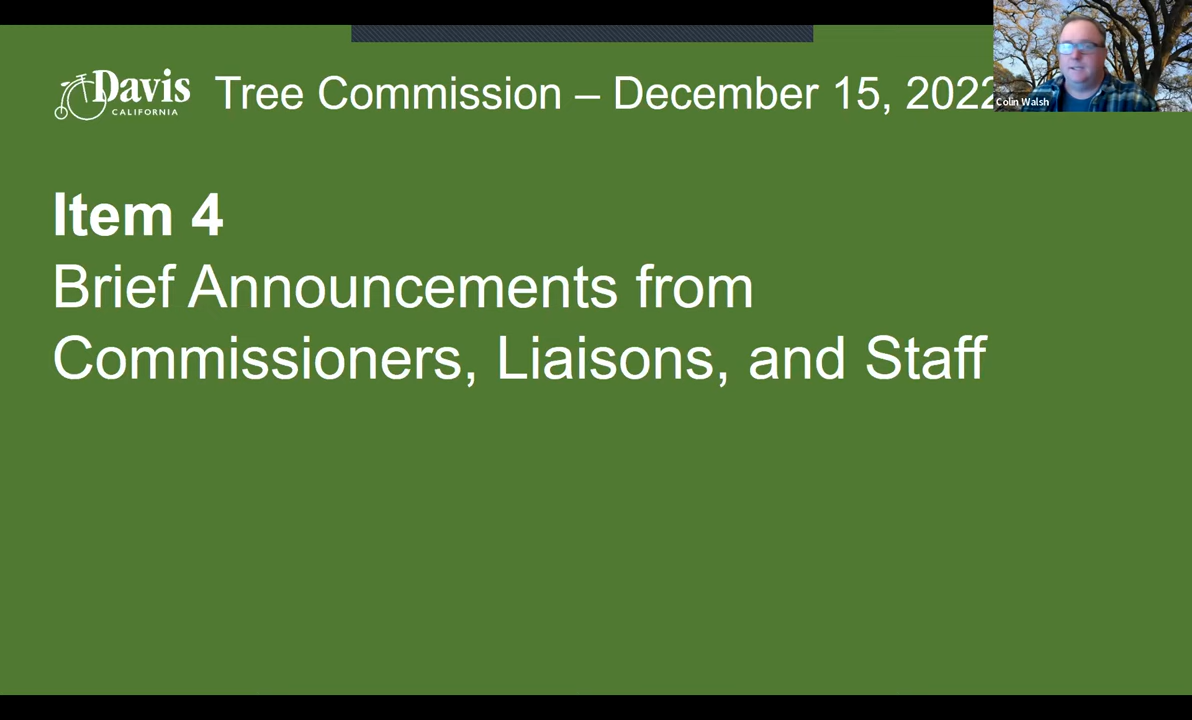 Davis
CALIFORNIA
Tree Commission – December 15, 2022
Colin Walsh
Item 4
Brief Announcements from
Commissioners, Liaisons, and Staff